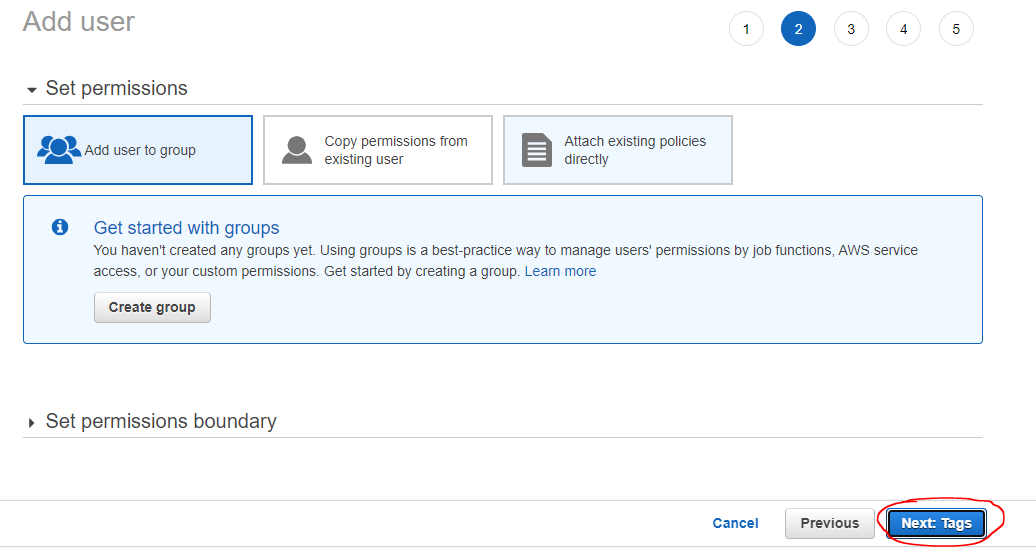 Add user
1 2 3 4 5
Set permissions
Add user to group
Copy permissions from
existing user
Attach existing policies
directly
Get started with groups
You haven't created any groups yet. Using groups is a best-practice way to manage users' permissions by job functions, AWS service
access, or your custom permissions. Get started by creating a group. Learn more
Create group
Set permissions boundary
Cancel Previous Next: Tags